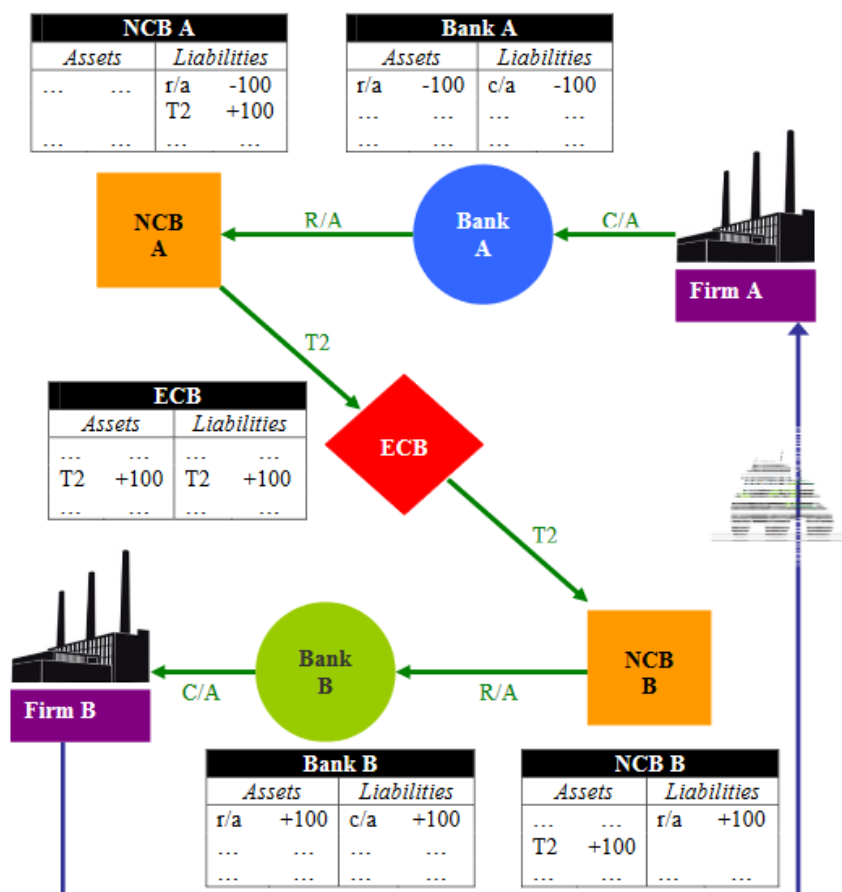 NCB A
Assets Liabilities
... ... r/a -100
T2 +100
... ... ... ...
Bank A
Assets Liabilities
r/a -100 c/a -100
... ... ... ...
... ... ... ...
NCB
A
R/A
Bank
A
C/A
Firm A
T2
ECB
Assets Liabilities
... ... ... ...
T2 +100 T2 +100
... ... ... ...
ECB
T2
Firm B
C/A
Bank
B
R/A
NCB
B
Bank B
Assets Liabilities
r/a +100 c/a +100
... ... ... ...
... ... ... ...
NCB B
Assets Liabilities
... ... r/a +100
T2 +100
... ... ... ...